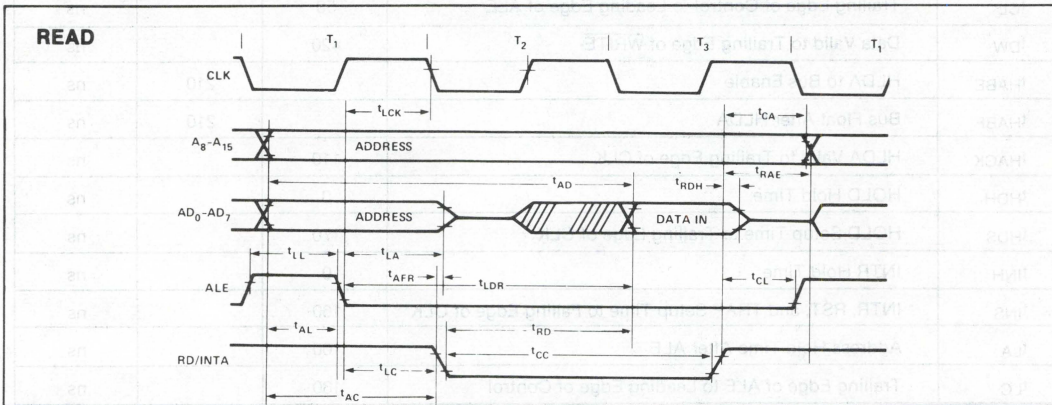 READ
T1 T2 T3 T1
CLK
tLCK
tCA
A8-A15 ADDRESS
tRAE
tAD
tRDH
AD0-AD7 ADDRESS DATA IN
tLL tLA
tAFR
tLDR
tCL
ALE
tAL
tRD
tCC
RD/INTA
tLC
tAC